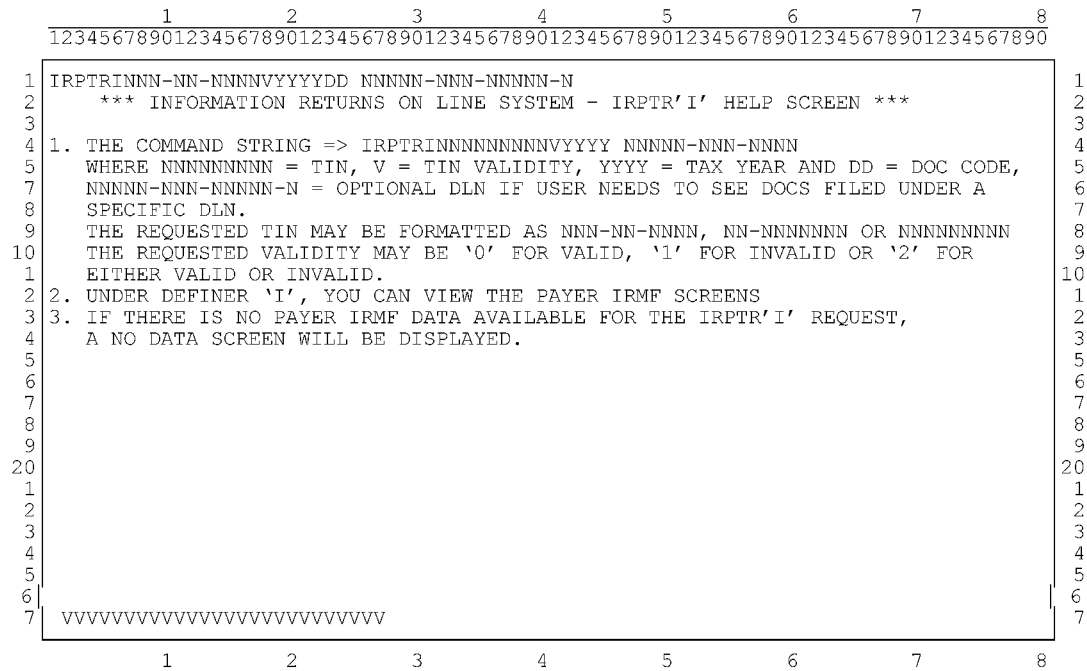 1 2 3 4 5 6 7 8
12345678901234567890123456789012345678901234567890123456789012345678901234567890
1 IRPTRINNN-NN-NNNNVYYYYDD NNNNN-NNN-NNNNN-N 1
2 *** INFORMATION RETURNS ON LINE SYSTEM - IRPTR'I' HELP SCREEN *** 2
3 3
4 1. THE COMMAND STRING => IRPTRINNNNNNNNNVYYYY NNNNN-NNN-NNNN 4
5 WHERE NNNNNNNNN = TIN, V = TIN VALIDITY, YYYY = TAX YEAR AND DD = DOC CODE, 5
7 NNNNN-NNN-NNNNN-N = OPTIONAL DLN IF USER NEEDS TO SEE DOCS FILED UNDER A 6
8 SPECIFIC DLN. 7
9 THE REQUESTED TIN MAY BE FORMATTED AS NNN-NN-NNNN, NN-NNNNNNN OR NNNNNNNNN 8
10 THE REQUESTED VALIDITY MAY BE ‘0’ FOR VALID, ‘1’ FOR INVALID OR ‘2’ FOR 9
1 EITHER VALID OR INVALID. 10
2 2. UNDER DEFINER ‘I’, YOU CAN VIEW THE PAYER IRMF SCREENS 1
3 3. IF THERE IS NO PAYER IRMF DATA AVAILABLE FOR THE IRPTR'I' REQUEST, 2
4 A NO DATA SCREEN WILL BE DISPLAYED. 3
5 5
6 6
7 7
8 8
9 9
20 20
1 1
2 2
3 3
4 4
5 5
6 6
7 VVVVVVVVVVVVVVVVVVVVVVVVVV 7
1 2 3 4 5 6 7 8